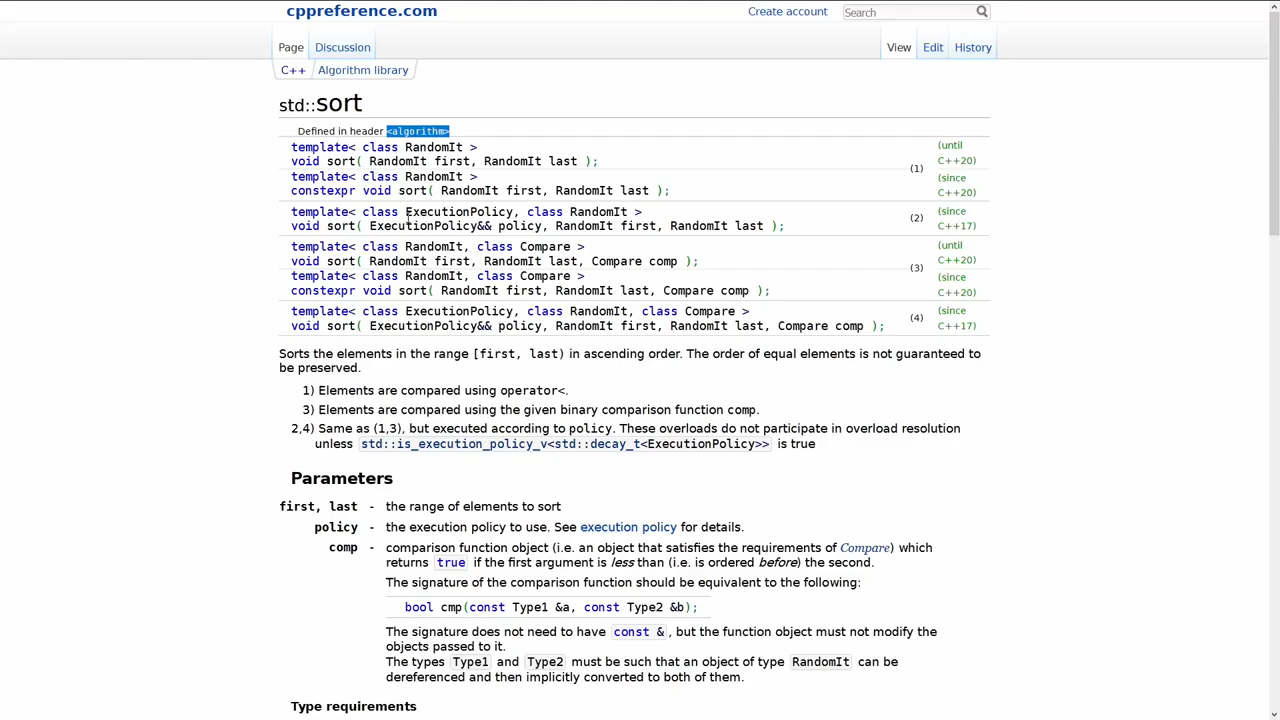 cppreference.com
Create account
Search
Page
Discussion
View
Edit
History
C++
Algorithm library
std::sort
Defined in header <algorithm>
template< class RandomIt >
void sort( RandomIt first, RandomIt last );
(until C++20)
(1)
template< class RandomIt >
constexpr void sort( RandomIt first, RandomIt last );
(since C++20)
template< class ExecutionPolicy, class RandomIt >
void sort( ExecutionPolicy&& policy, RandomIt first, RandomIt last );
(2)
(since C++17)
template< class RandomIt, class Compare >
void sort( RandomIt first, RandomIt last, Compare comp );
(until C++20)
(3)
template< class RandomIt, class Compare >
constexpr void sort( RandomIt first, RandomIt last, Compare comp );
(since C++20)
template< class ExecutionPolicy, class RandomIt, class Compare >
void sort( ExecutionPolicy&& policy, RandomIt first, RandomIt last, Compare comp );
(4)
(since C++17)
Sorts the elements in the range [first, last) in ascending order. The order of equal elements is not guaranteed to
be preserved.
1) Elements are compared using operator<.
3) Elements are compared using the given binary comparison function comp.
2,4) Same as (1,3), but executed according to policy. These overloads do not participate in overload resolution
unless std::is_execution_policy_v<std::decay_t<ExecutionPolicy>> is true
Parameters
first, last - the range of elements to sort
policy - the execution policy to use. See execution policy for details.
comp - comparison function object (i.e. an object that satisfies the requirements of Compare) which
returns true if the first argument is less than (i.e. is ordered before) the second.
The signature of the comparison function should be equivalent to the following:
bool cmp(const Type1 &a, const Type2 &b);
The signature does not need to have const &, but the function object must not modify the
objects passed to it.
The types Type1 and Type2 must be such that an object of type RandomIt can be
dereferenced and then implicitly converted to both of them.
Type requirements